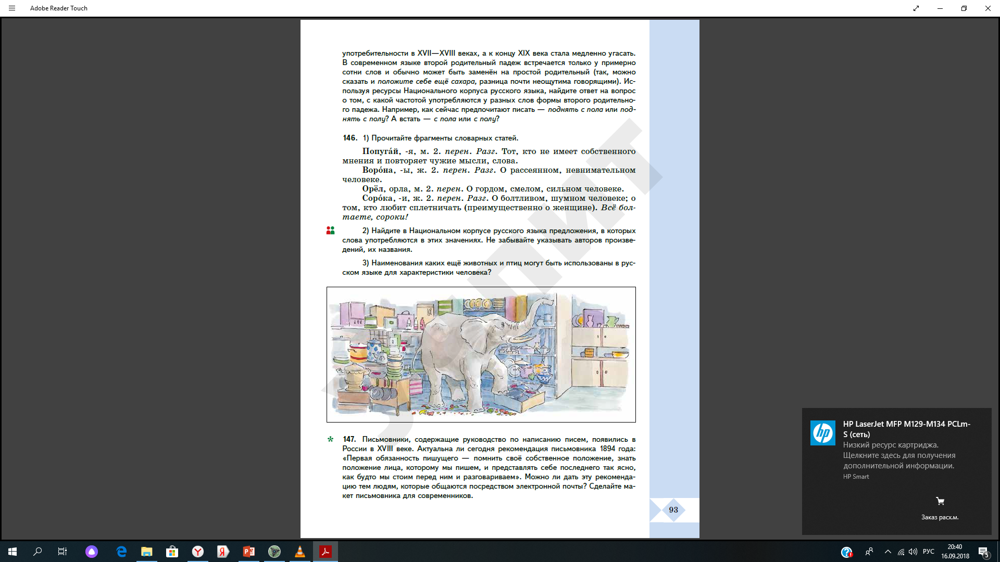 Adobe Reader Touch
употребительности в XVII—XVIII веках, а к концу XIX века стала медленно угасать.
В современном языке второй родительный падеж встречается только у примерно
сотни слов и обычно может быть заменён на простой родительный (так, можно
сказать и положите себе ещё сахара, разница почти неощутима говорящими). Ис-
пользуя ресурсы Национального корпуса русского языка, найдите ответ на вопрос
о том, с какой частотой употребляются у разных слов формы второго родительно-
го падежа. Например, как сейчас предпочитают писать — поднять с пола или под-
нять с полу? А встать — с пола или с полу?
146. 1) Прочитайте фрагменты словарных статей.
Попуга́й, -я, м. 2. перен. Разг. Тот, кто не имеет собственного
мнения и повторяет чужие мысли, слова.
Воро́на, -ы, ж. 2. перен. Разг. О рассеянном, невнимательном
человеке.
Орёл, орла, м. 2. перен. О гордом, смелом, сильном человеке.
Соро́ка, -и, ж. 2. перен. Разг. О болтливом, шумном человеке; о
том, кто любит сплетничать (преимущественно о женщине). Всё бол-
таете, сороки!
2) Найдите в Национальном корпусе русского языка предложения, в которых
слова употребляются в этих значениях. Не забывайте указывать авторов произве-
дений, их названия.
3) Наименования каких ещё животных и птиц могут быть использованы в рус-
ском языке для характеристики человека?
* 147. Письмовники, содержащие руководство по написанию писем, появились в
России в XVIII веке. Актуальна ли сегодня рекомендация письмовника 1894 года:
«Первая обязанность пишущего — помнить своё собственное положение, знать
положение лица, которому мы пишем, и представлять себе последнего так ясно,
как будто мы стоим перед ним и разговариваем». Можно ли дать эту рекоменда-
цию тем людям, которые общаются посредством электронной почты? Сделайте ма-
кет письмовника для современников.
93
hp
HP LaserJet MFP M129-M134 PCLm-
S (сеть)
Низкий ресурс картриджа.
Щелкните здесь для получения
дополнительной информации.
HP Smart
Заказ расх.м.
РУС
20:40
16.09.2018
5